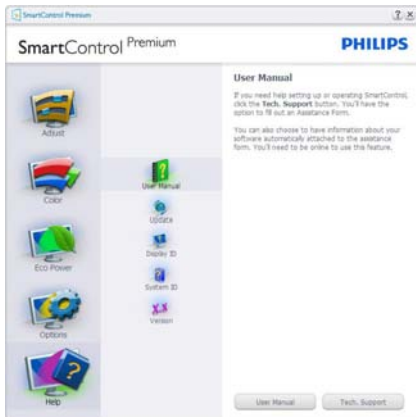 SmartControl Premium
SmartControl Premium
PHILIPS
Adjust
Color
Eco Power
Options
Help
User Manual
Update
Display ID
System ID
Version
User Manual
If you need help setting up or operating SmartControl,
click the Tech. Support button. You'll have the
option to fill out an Assistance Form.
You can also choose to have information about your
software automatically attached to the assistance
form. You'll need to be online to use this feature.
User Manual
Tech. Support